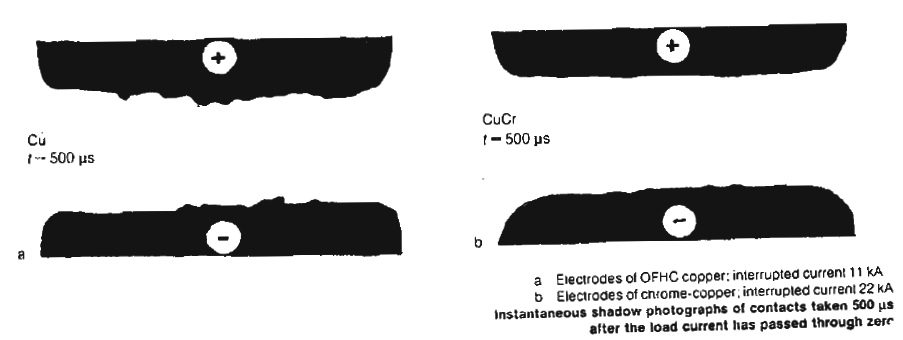 +
+
Cu
t – 500 µs
CuCr
t – 500 µs
–
–
a
b
a Electrodes of OFHC copper; interrupted current 11 kA
b Electrodes of chrome-copper; interrupted current 22 kA
Instantaneous shadow photographs of contacts taken 500 µs
after the load current has passed through zero